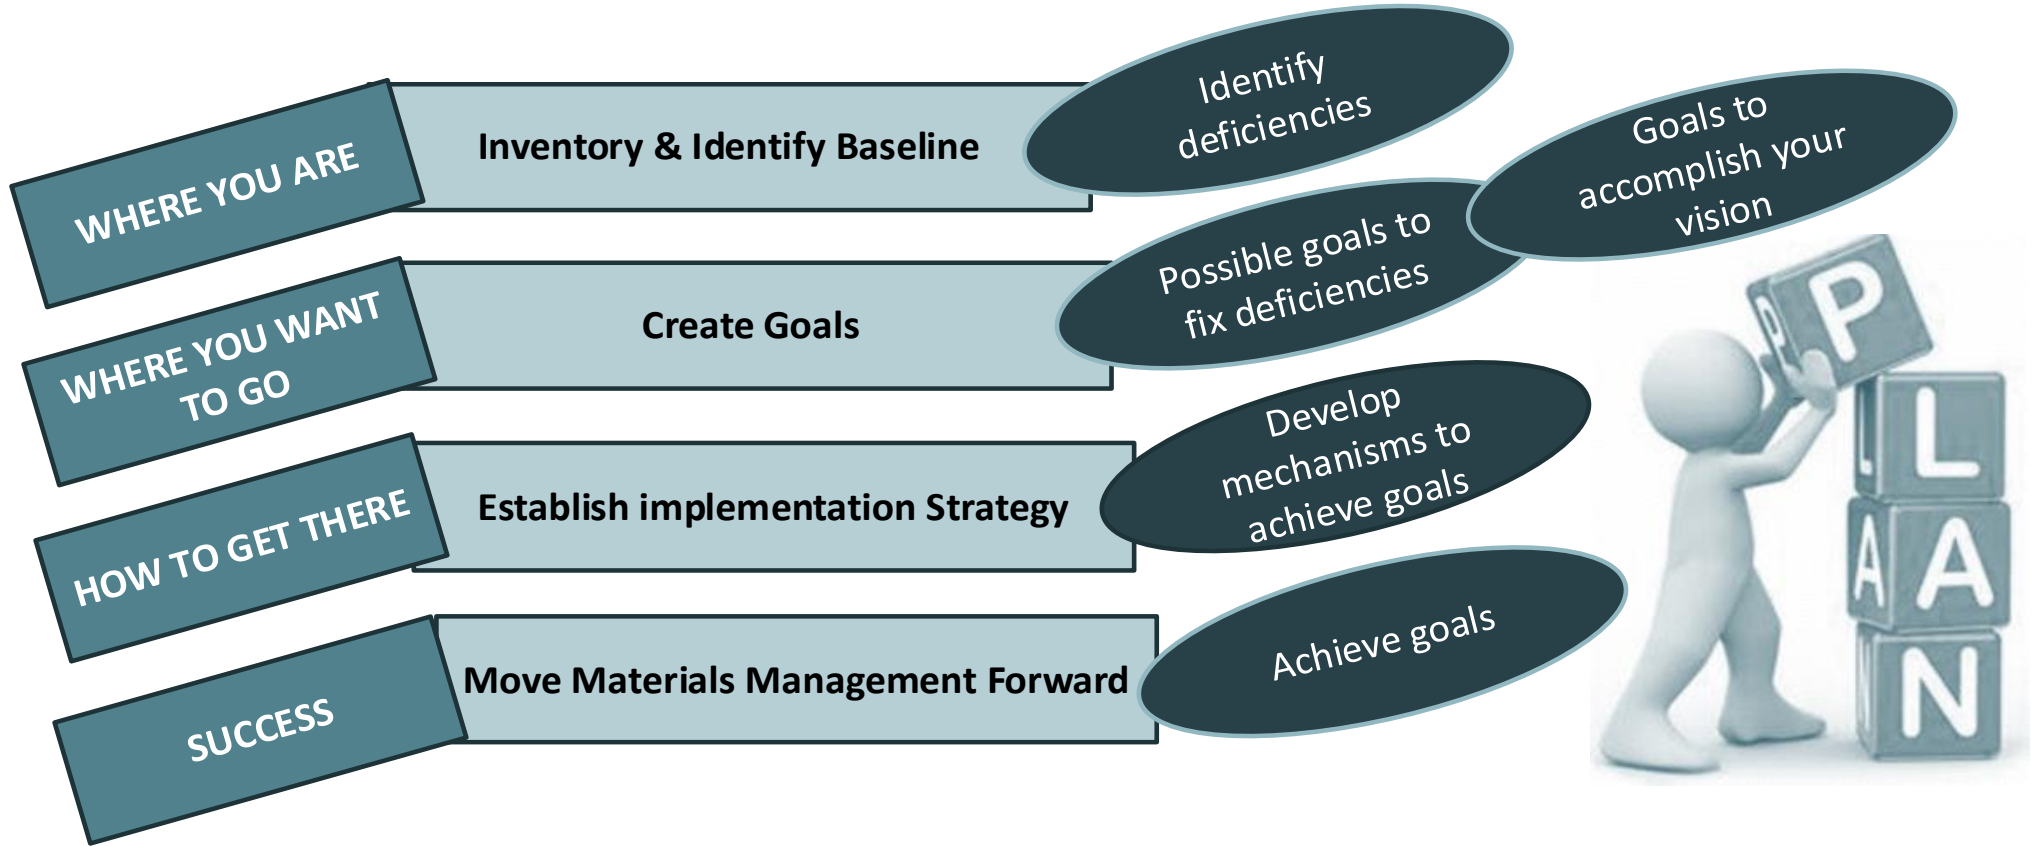 WHERE YOU ARE
Inventory & Identify Baseline
Identify
deficiencies
WHERE YOU WANT
TO GO
Create Goals
Possible goals to
fix deficiencies
Goals to
accomplish your
vision
HOW TO GET THERE
Establish implementation Strategy
Develop
mechanisms to
achieve goals
SUCCESS
Move Materials Management Forward
Achieve goals
P P
L L
A A
N N